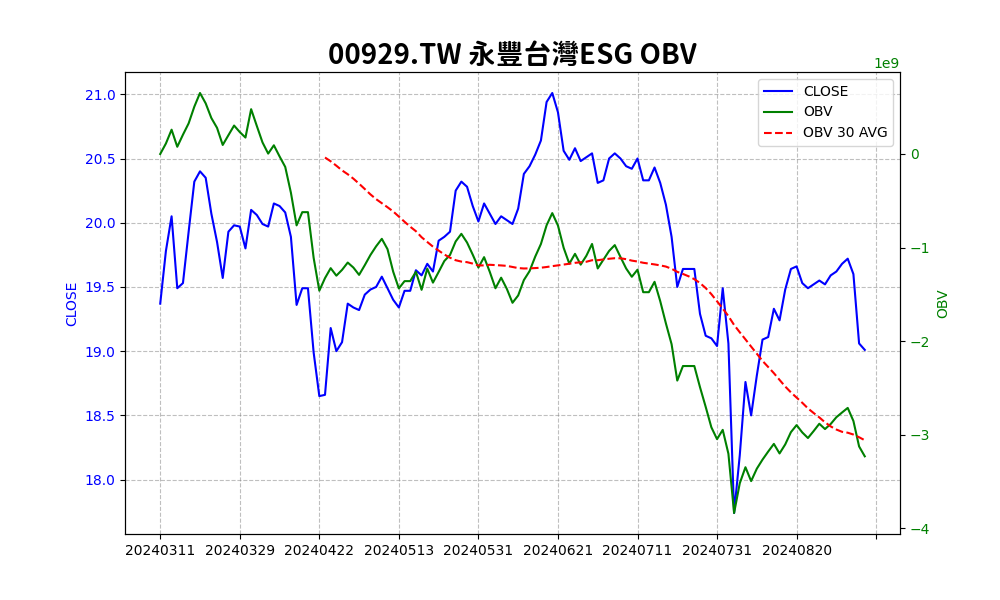 00929.TW 永豐台灣ESG OBV
1e9
CLOSE
OBV
OBV 30 AVG
21.0
20.5
20.0
19.5
19.0
18.5
18.0
CLOSE
0
−1
−2
−3
−4
OBV
20240311 20240329 20240422 20240513 20240531 20240621 20240711 20240731 20240820